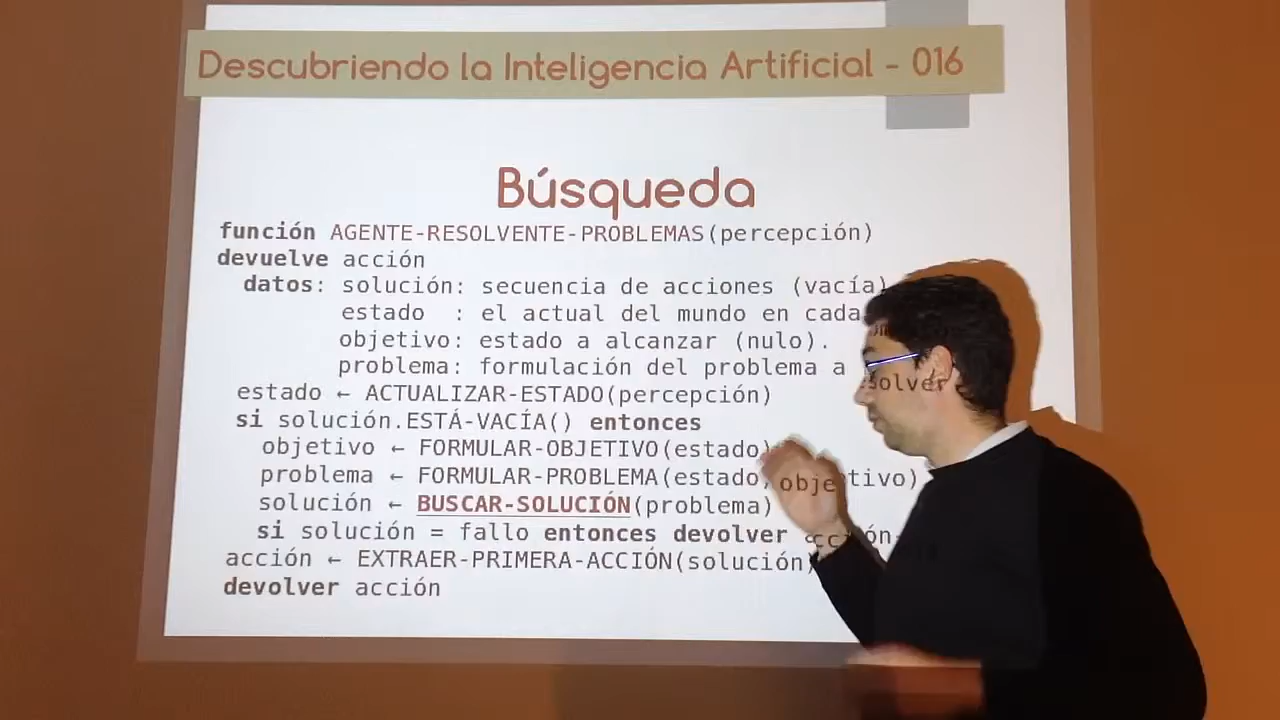 Descubriendo la Inteligencia Artificial - 016
Búsqueda
función AGENTE-RESOLVENTE-PROBLEMAS(percepción)
devuelve acción
datos: solución: secuencia de acciones (vacía)
estado : el actual del mundo en cada
objetivo: estado a alcanzar (nulo).
problema: formulación del problema a
estado ← ACTUALIZAR-ESTADO(percepción)
si solución.ESTÁ-VACÍA() entonces
objetivo ← FORMULAR-OBJETIVO(estado)
problema ← FORMULAR-PROBLEMA(estado, objetivo)
solución ← BUSCAR-SOLUCIÓN(problema)
si solución = fallo entonces devolver
acción ← EXTRAER-PRIMERA-ACCIÓN(solución)
devolver acción